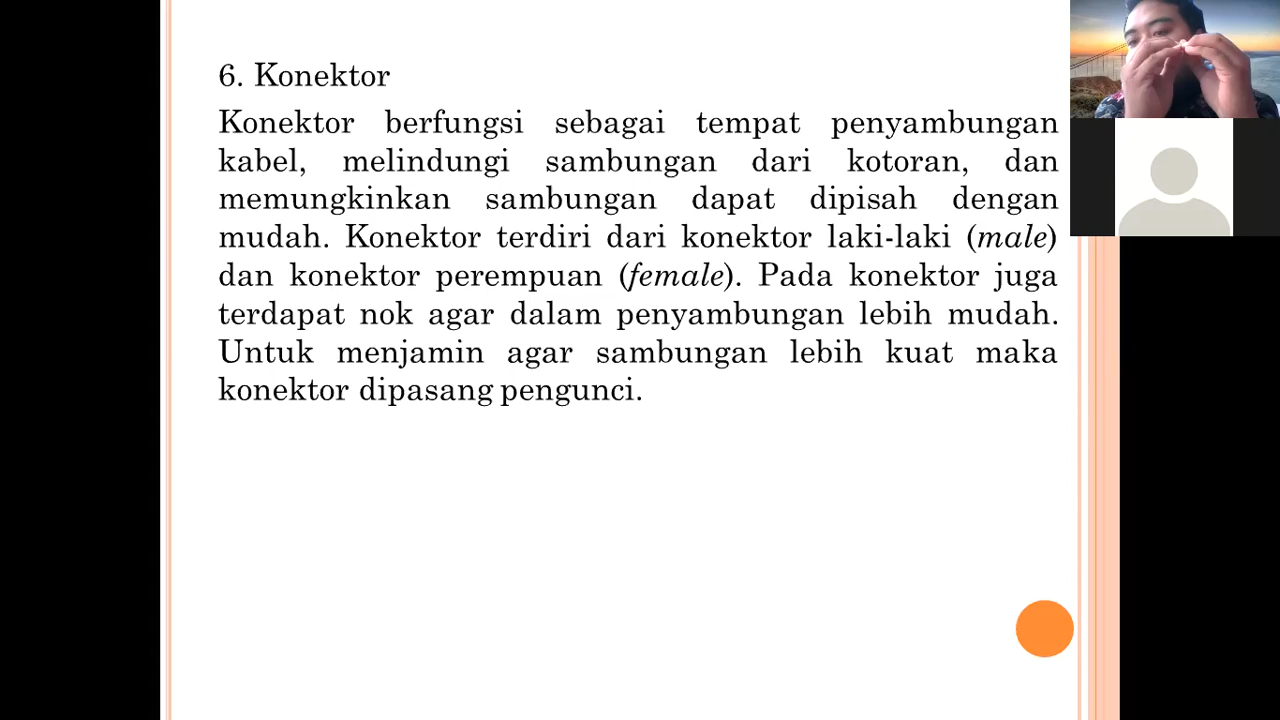 6. Konektor
Konektor berfungsi sebagai tempat penyambungan
kabel, melindungi sambungan dari kotoran, dan
memungkinkan sambungan dapat dipisah dengan
mudah. Konektor terdiri dari konektor laki-laki (male)
dan konektor perempuan (female). Pada konektor juga
terdapat nok agar dalam penyambungan lebih mudah.
Untuk menjamin agar sambungan lebih kuat maka
konektor dipasang pengunci.